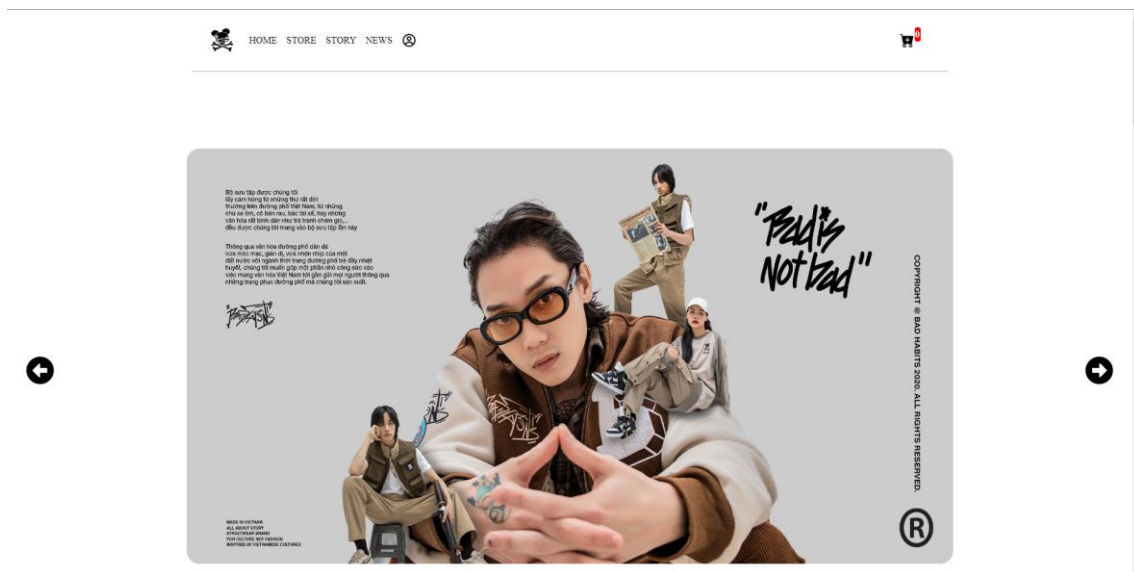 HOME STORE STORY NEWS
0
Bộ sưu tập được chúng tôi
lấy cảm hứng từ những thứ rất đời
thường trên đường phố Việt Nam, từ những
chú xe ôm, cô bán rau, bác tài xế, hay những
văn hóa rất bình dân như trà tranh chém gió,...
đều được chúng tôi mang vào bộ sưu tập lần này
Thông qua văn hóa đường phố dân dã
vừa mộc mạc, giản dị, vừa nhộn nhịp của một
đất nước với ngành thời trang đường phố trẻ đầy nhiệt
huyết, chúng tôi muốn góp một phần nhỏ công sức vào
việc mang văn hóa Việt Nam tới gần gũi mọi người thông qua
những trang phục đường phố mà chúng tôi sản xuất.
"Bad is
Not bad"
COPYRIGHT @ BAD HABITS 2020. ALL RIGHTS RESERVED.
MADE IN VIETNAM
ALL ABOUT STORY
STREETWEAR BRAND
FOR CULTURE NOT FASHION
INSPIRED BY VIETNAMESE CULTURES
®